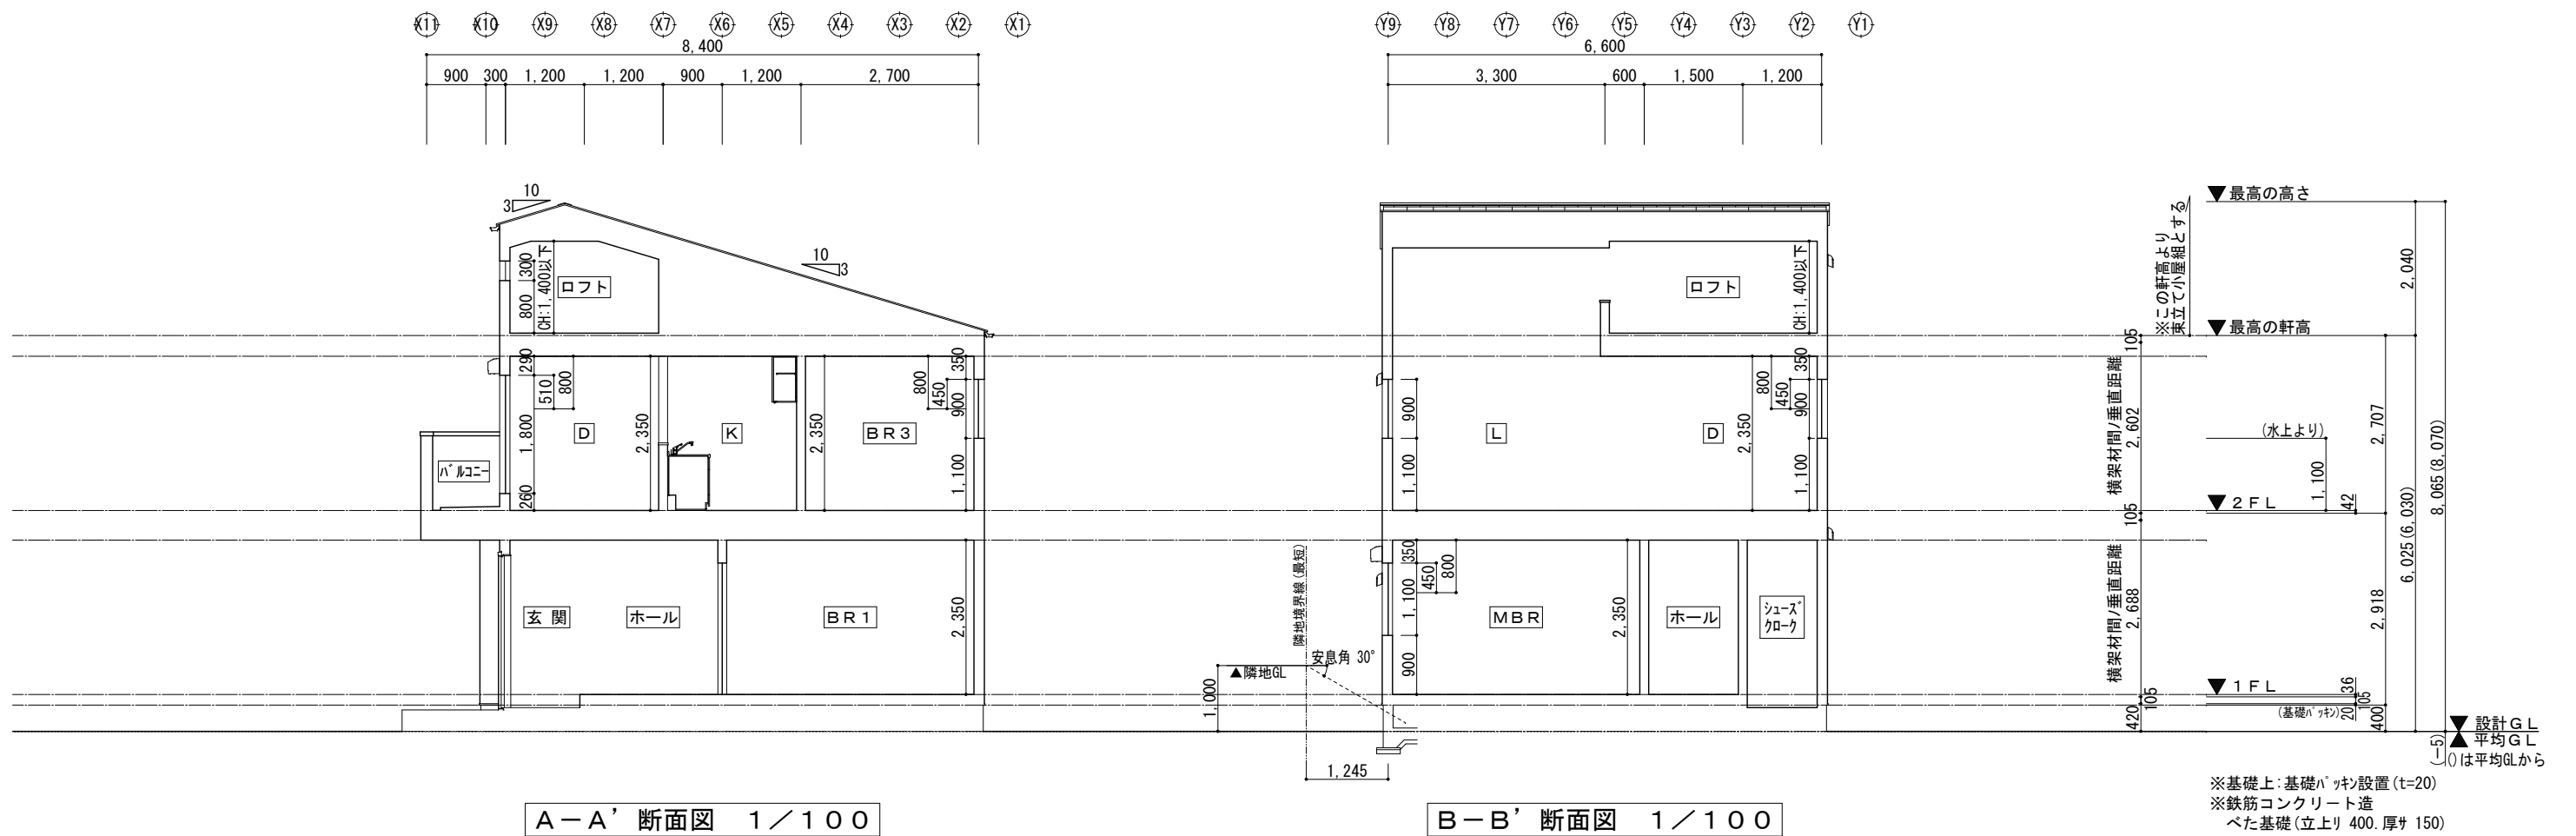 X11 X10 X9 X8 X7 X6 X5 X4 X3 X2 X1
8,400
900 300 1,200 1,200 900 1,200 2,700
10
3
10
3
300
800
CH:1,400以下
ロフト
290
510
800
1,800
260
D
2,350
K
2,350
BR3
800
450
350
900
1,100
バルコニー
玄関
ホール
BR1
2,350
A-A' 断面図 1/100
Y9 Y8 Y7 Y6 Y5 Y4 Y3 Y2 Y1
6,600
3,300 600 1,500 1,200
ロフト
CH:1,400以下
900
1,100
L
D
2,350
800
450
350
900
1,100
隣地境界線(最短)
350
450
800
1,100
900
MBR
2,350
ホール
シューズ
クローク
▲隣地GL
安息角 30°
1,000
1,245
B-B' 断面図 1/100
※この軒高より
束立て小屋組とする
▼最高の高さ
2,040
▼最高の軒高
105
横架材間ノ垂直距離
2,602
(水上より)
1,100
2,707
▼2FL
42
105
6,025(6,030)
8,065(8,070)
横架材間ノ垂直距離
2,688
2,918
▼1FL
36
105
105
(基礎パッキン)
20
420
400
▼設計GL
▲平均GL
(-5)
()は平均GLから
※基礎上:基礎パッキン設置(t=20)
※鉄筋コンクリート造
べた基礎(立上り 400.厚サ 150)